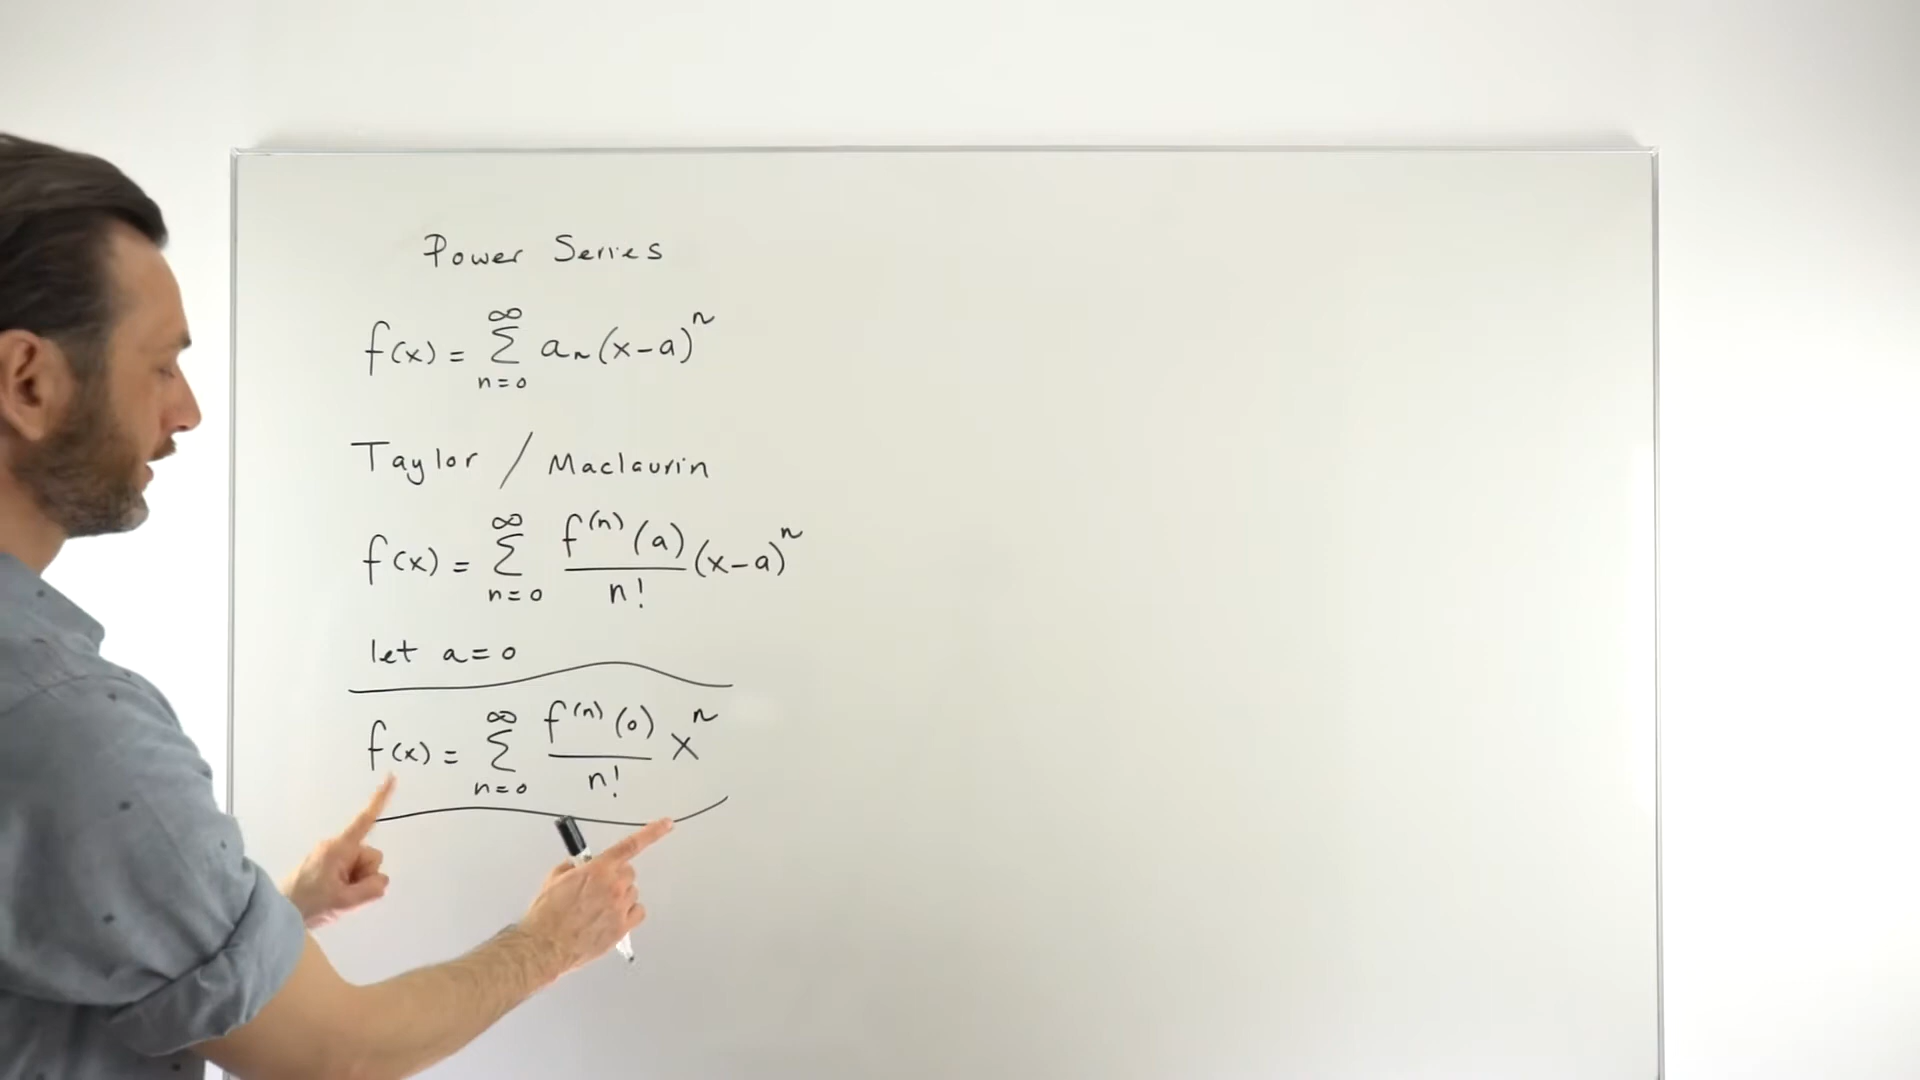 Power Series
f(x) = ∞ Σ n=0 aₙ(x-a)ⁿ
Taylor / Maclaurin
f(x) = ∞ Σ n=0 f⁽ⁿ⁾(a) / n! (x-a)ⁿ
let a=0
f(x) = ∞ Σ n=0 f⁽ⁿ⁾(0) / n! xⁿ